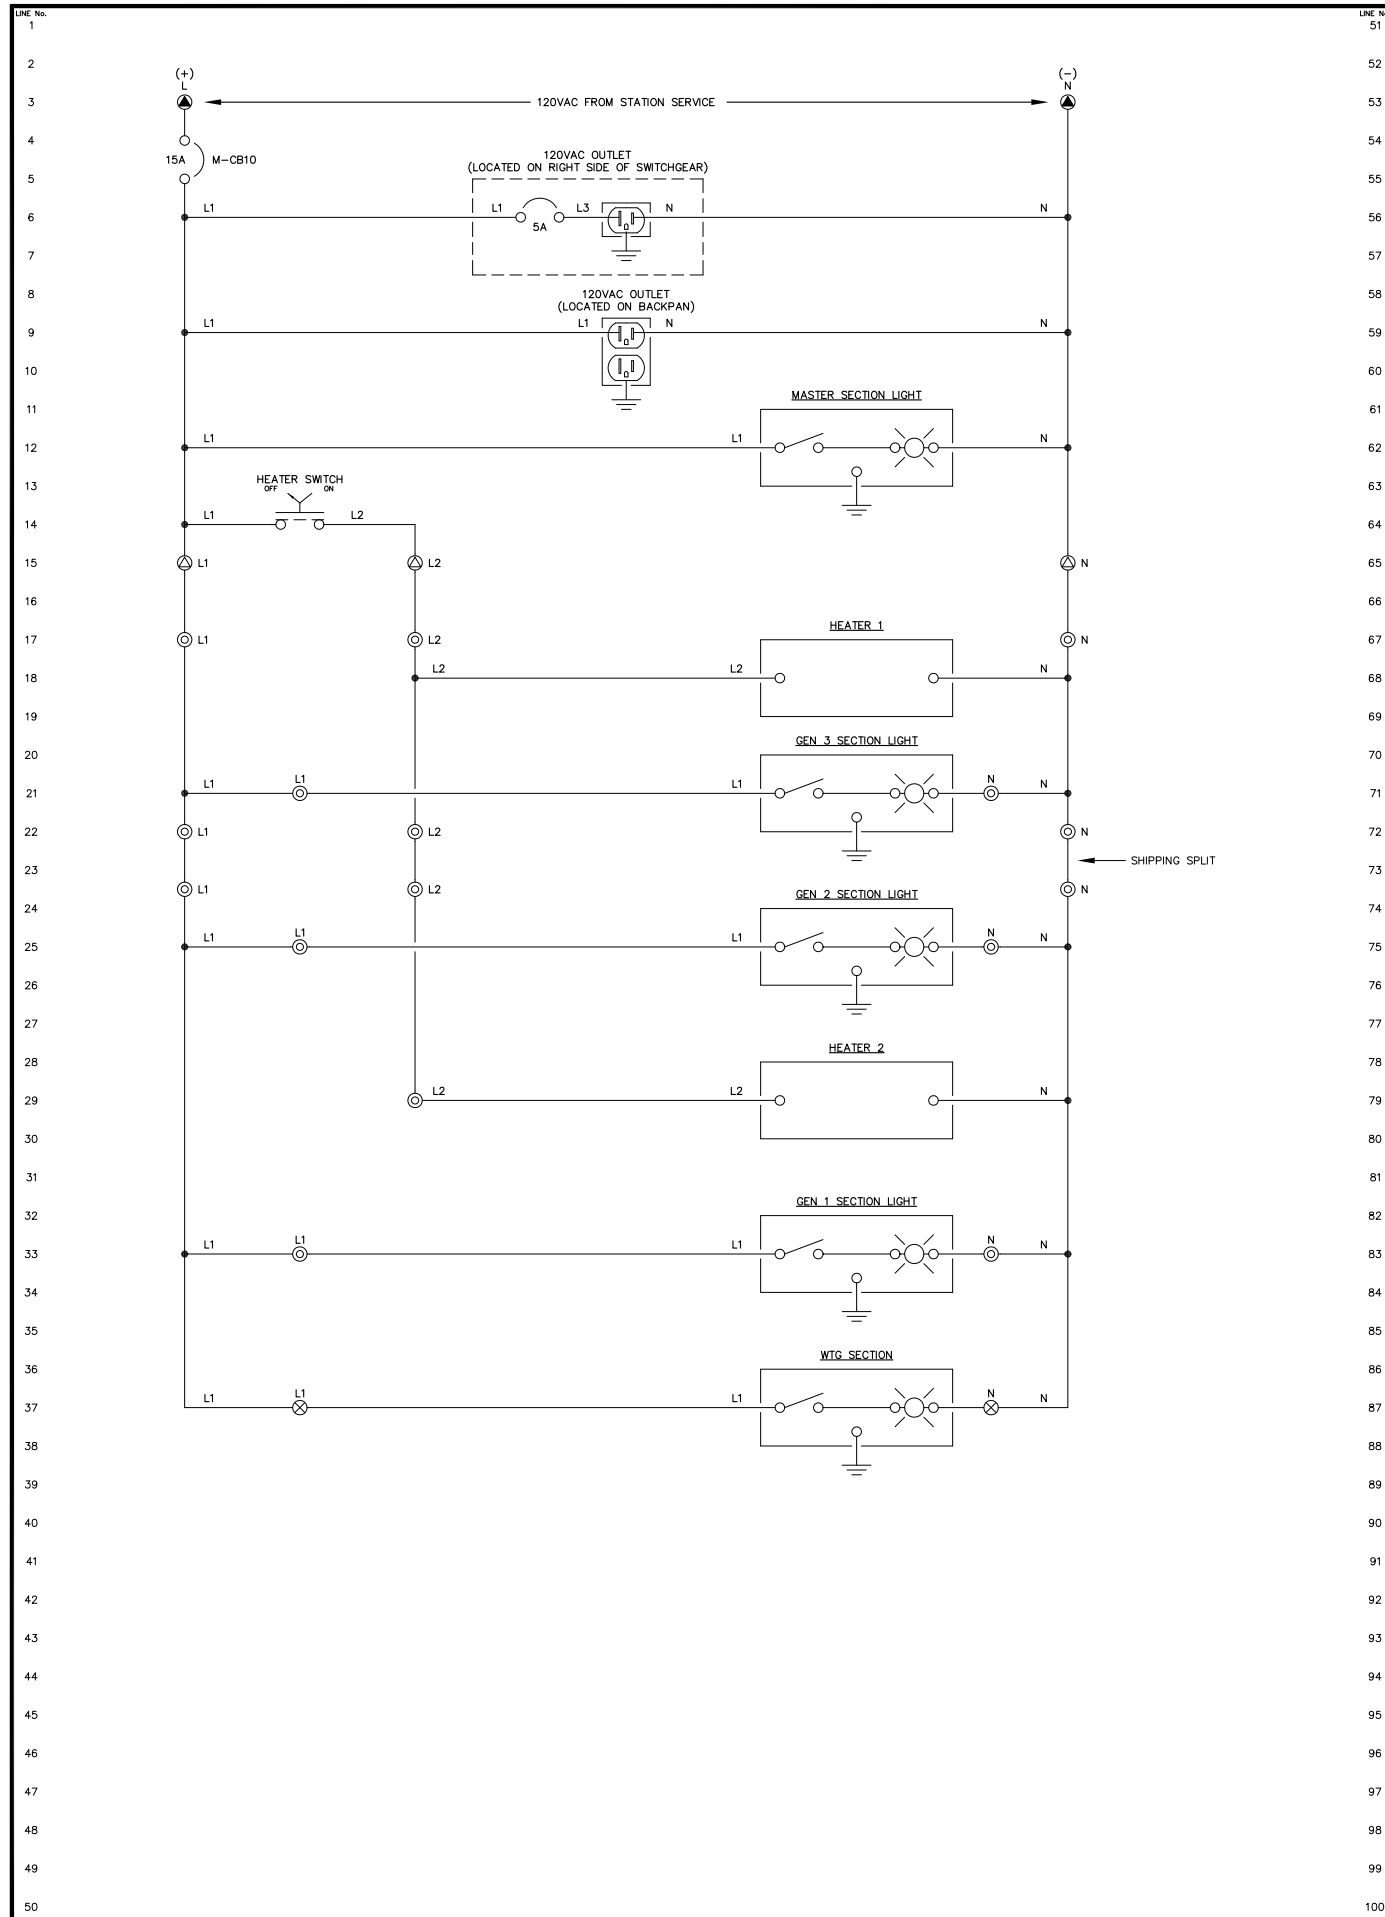 LINE No.
LINE N
1
51
2
52
(+)
(-)
L
N
3
120VAC FROM STATION SERVICE
53
4
54
15A
M-CB10
120VAC OUTLET
(LOCATED ON RIGHT SIDE OF SWITCHGEAR)
5
55
L1
L1
L3
N
N
6
5A
56
7
57
8
120VAC OUTLET
58
(LOCATED ON BACKPAN)
L1
L1
N
N
9
59
10
60
MASTER SECTION LIGHT
11
61
L1
L1
N
12
62
HEATER SWITCH
OFF
ON
13
63
L1
L2
14
64
15
L1
L2
N
65
16
66
HEATER 1
17
L1
L2
N
67
L2
L2
N
18
68
19
69
GEN 3 SECTION LIGHT
20
70
L1
L1
L1
N
N
21
71
22
L1
L2
N
72
SHIPPING SPLIT
23
73
L1
L2
N
GEN 2 SECTION LIGHT
24
74
L1
L1
L1
N
N
25
75
26
76
27
77
HEATER 2
28
78
L2
L2
N
29
79
30
80
31
81
GEN 1 SECTION LIGHT
32
82
L1
L1
L1
N
N
33
83
34
84
35
85
WTG SECTION
36
86
L1
L1
L1
N
N
37
87
38
88
39
89
40
90
41
91
42
92
43
93
44
94
45
95
46
96
47
97
48
98
49
99
50
100